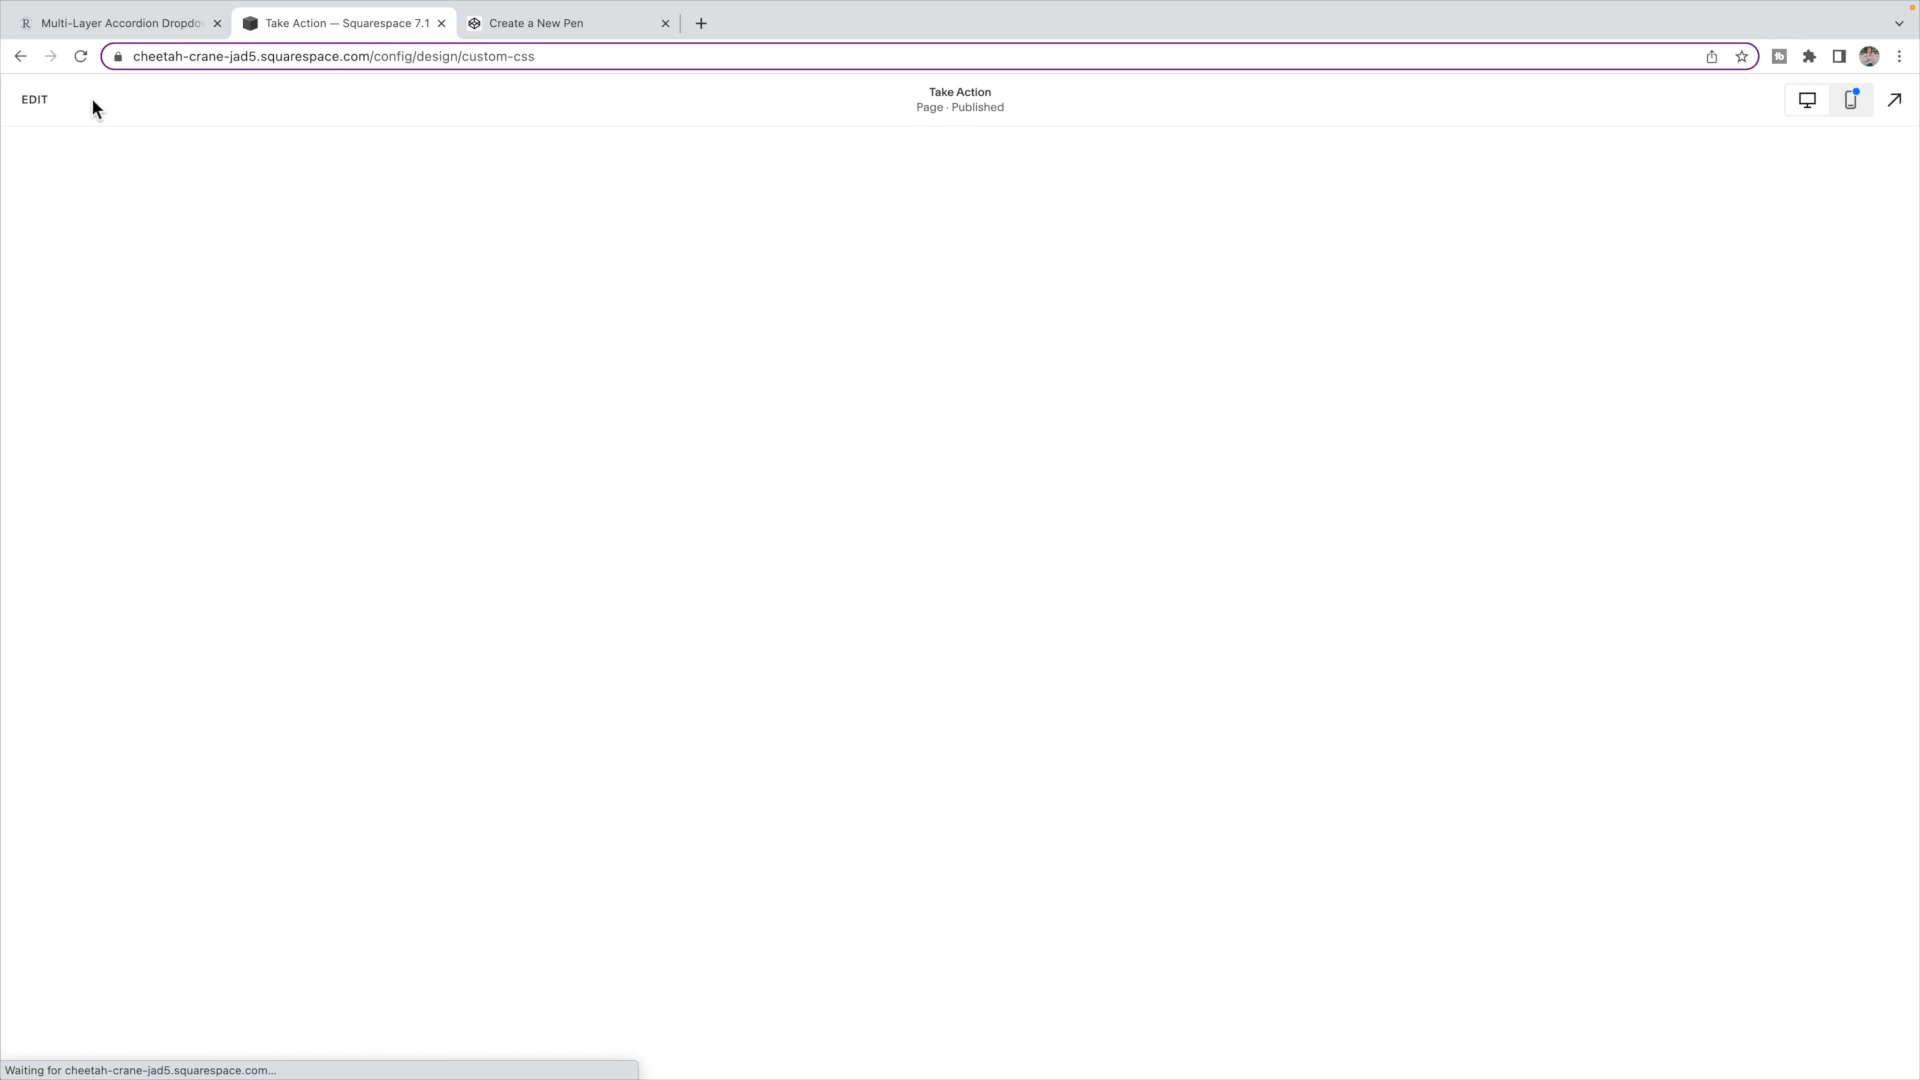 R Multi-Layer Accordion Dropdo
Take Action — Squarespace 7.1
Create a New Pen
cheetah-crane-jad5.squarespace.com/config/design/custom-css
EDIT
Take Action
Page · Published
Waiting for cheetah-crane-jad5.squarespace.com...